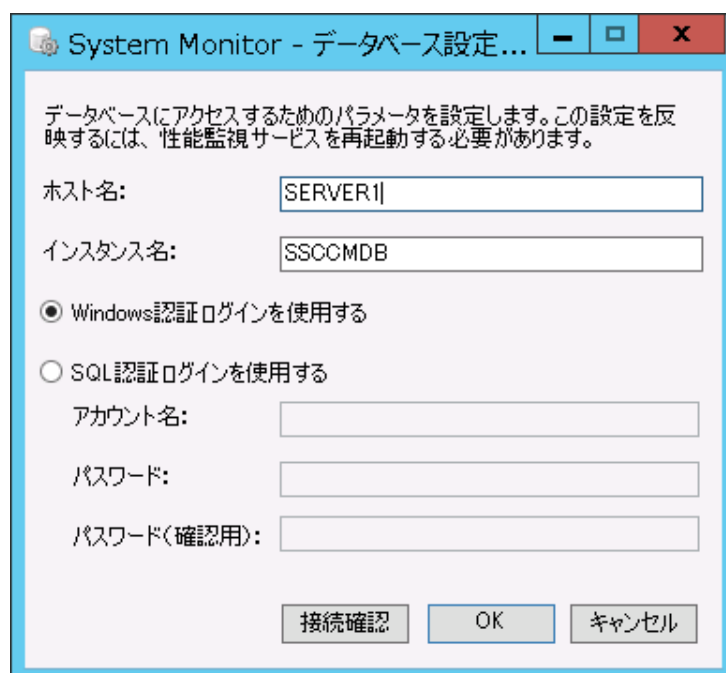 System Monitor - データベース設定...
データベースにアクセスするためのパラメータを設定します。この設定を反
映するには、性能監視サービスを再起動する必要があります。
ホスト名: SERVER1
インスタンス名: SSCCMDB
Windows認証ログインを使用する
SQL認証ログインを使用する
アカウント名:
パスワード:
パスワード(確認用):
接続確認 OK キャンセル